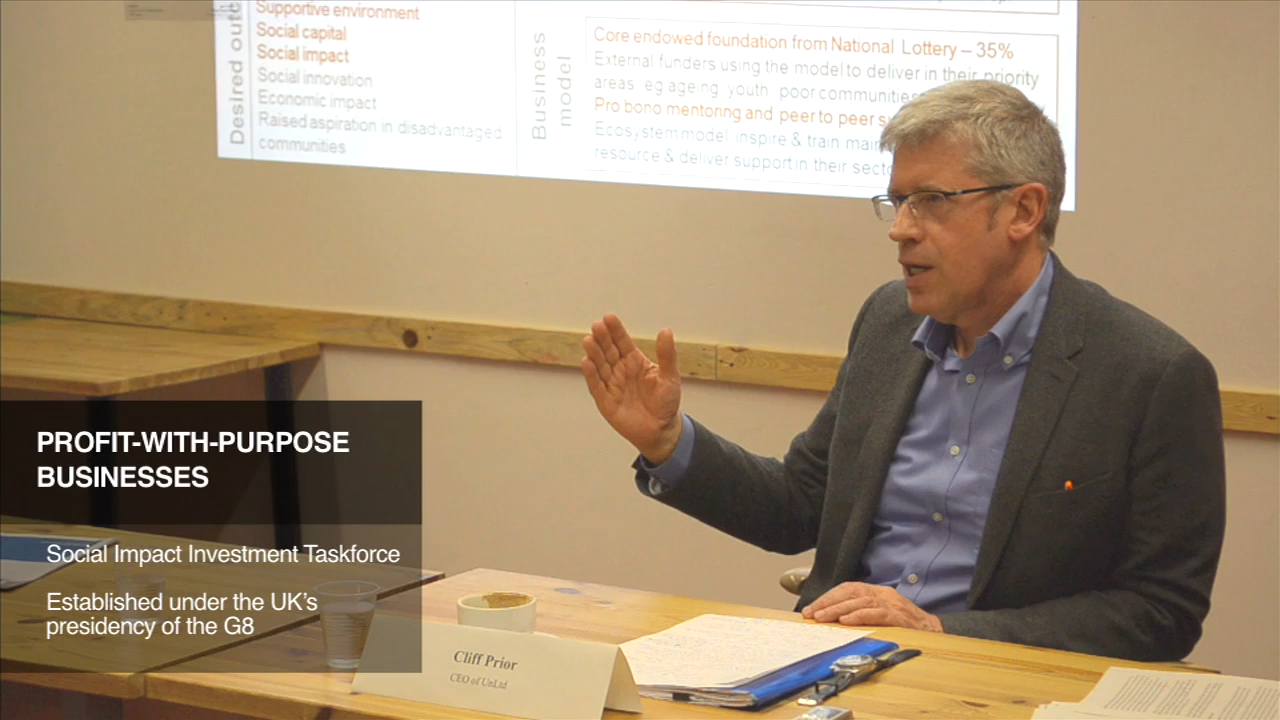 Desired outc
Supportive environment
Social capital
Social impact
Social innovation
Economic impact
Raised aspiration in disadvantaged
communities
Business
model
Core endowed foundation from National Lottery – 35%
External funders using the model to deliver in their priority
areas eg ageing youth poor communities
Pro bono mentoring and peer to peer su
Ecosystem model inspire & train main
resource & deliver support in their secto
PROFIT-WITH-PURPOSE
BUSINESSES
Social Impact Investment Taskforce
Established under the UK's
presidency of the G8
Cliff Prior
CEO of UnLtd